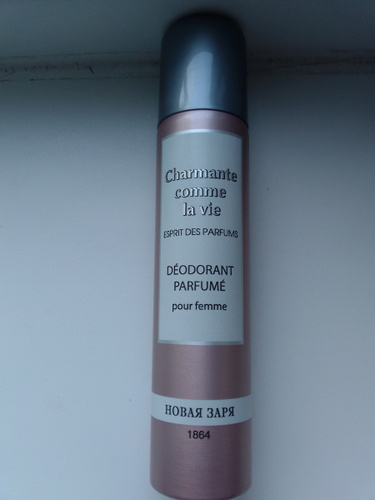 Charmante
comme
la vie
ESPRIT DES PARFUMS
DÉODORANT
PARFUMÉ
pour femme
НОВАЯ ЗАРЯ
1864